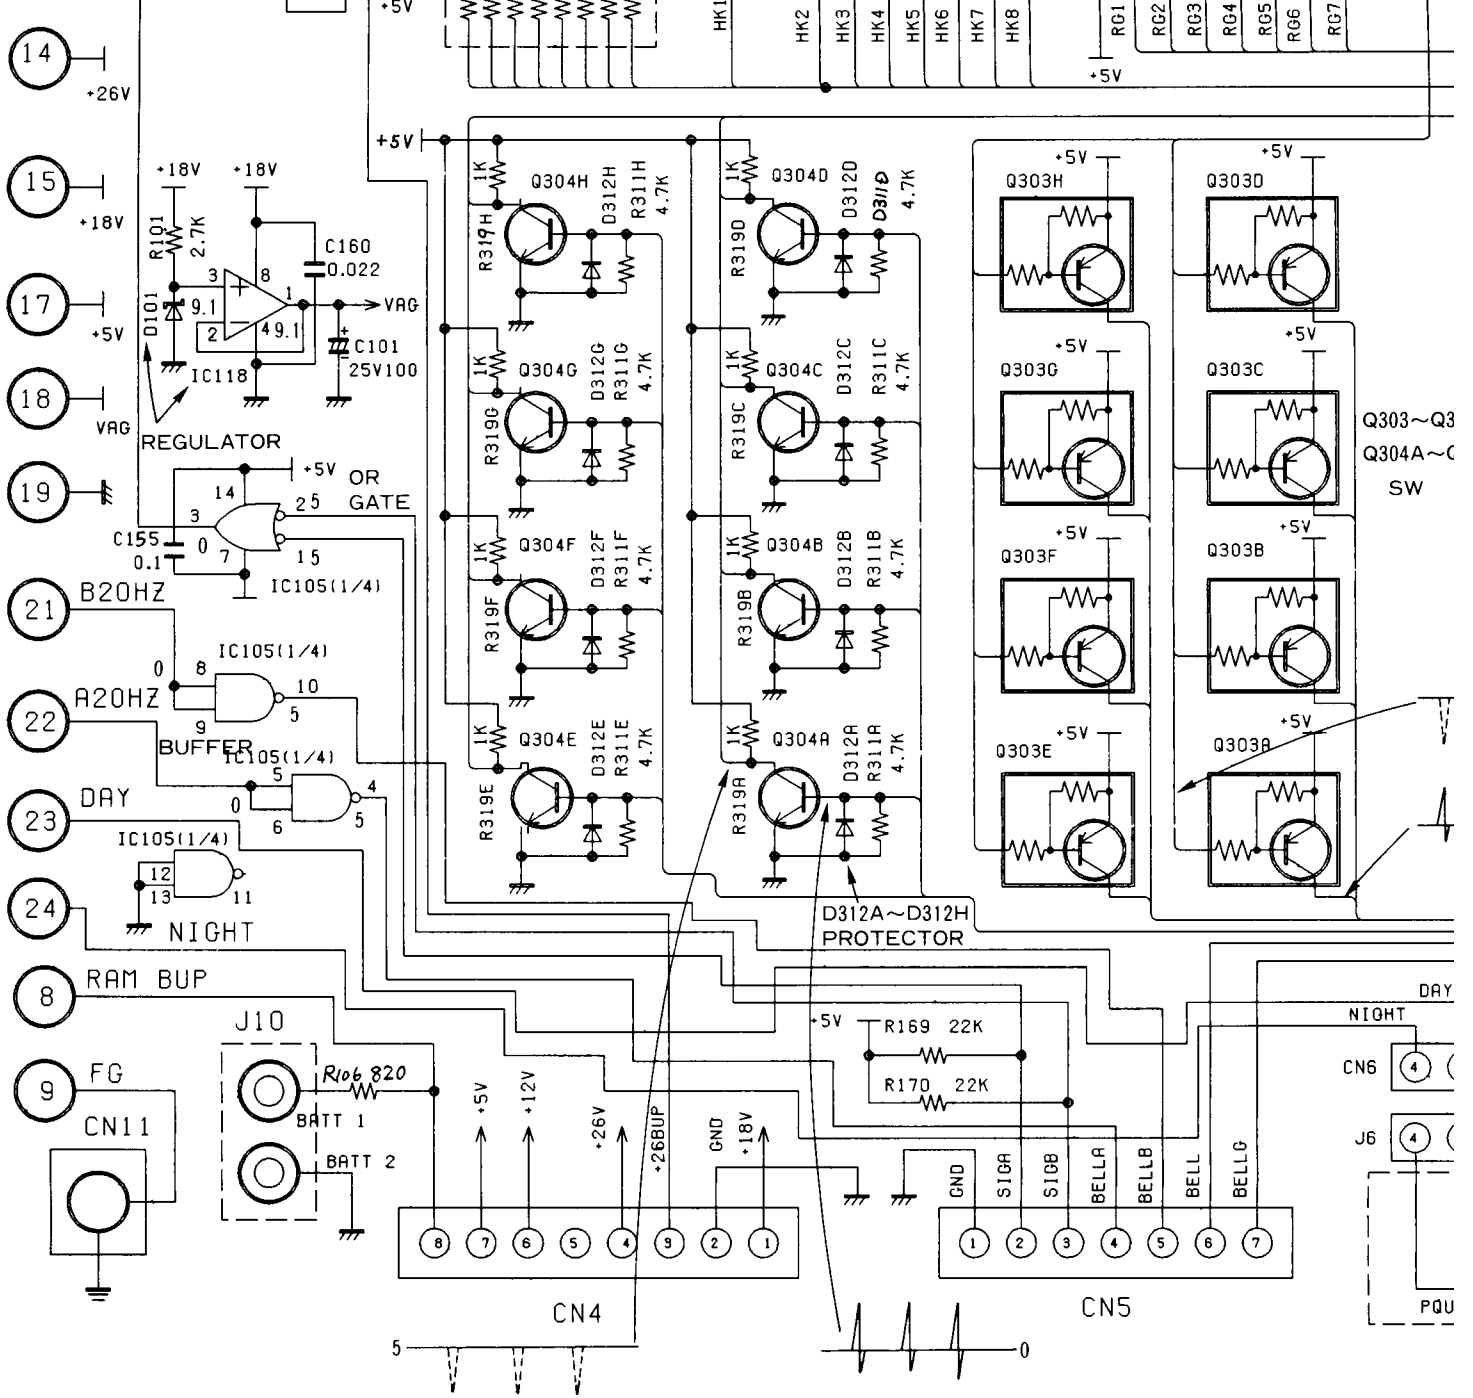 +5V
HK1
HK2
HK3
HK4
HK5
HK6
HK7
HK8
RG1
RG2
RG3
RG4
RG5
RG6
RG7
+5V
14
+26V
15
+18V
17
+5V
18
VAG
19
+18V
+18V
R101
2.7K
C160
0.022
3
8
1
VAG
D101
9.1
2
4
9.1
+
C101
25V100
IC118
REGULATOR
+5V
OR
GATE
14
25
3
0
7
15
C155
0.1
IC105(1/4)
21
B20HZ
IC105(1/4)
0
8
10
9
5
22
A20HZ
BUFFER
IC105(1/4)
5
4
0
6
5
23
DAY
IC105(1/4)
12
13
11
24
NIGHT
8
RAM BUP
9
FG
CN11
J10
R106 820
BATT 1
BATT 2
+5V
1K
Q304H
R319H
D312H
R311H
4.7K
1K
Q304D
R319D
D312D
D311D
4.7K
1K
Q304G
R319G
D312G
R311G
4.7K
1K
Q304C
R319C
D312C
R311C
4.7K
1K
Q304F
R319F
D312F
R311F
4.7K
1K
Q304B
R319B
D312B
R311B
4.7K
1K
Q304E
R319E
D312E
R311E
4.7K
1K
Q304A
R319A
D312A
R311A
4.7K
D312A~D312H
PROTECTOR
+5V
Q303H
+5V
Q303D
+5V
Q303G
+5V
Q303C
+5V
Q303F
+5V
Q303B
+5V
Q303E
+5V
Q303A
Q303~Q3
Q304A~
SW
DAY
NIGHT
CN6
4
J6
4
POU
+5V
R169 22K
R170 22K
+5V
+12V
+26V
+26BUP
GND
+18V
8
7
6
5
4
3
2
1
CN4
GND
SIGA
SIGB
BELLA
BELLB
BELL
BELLG
1
2
3
4
5
6
7
CN5
5
0